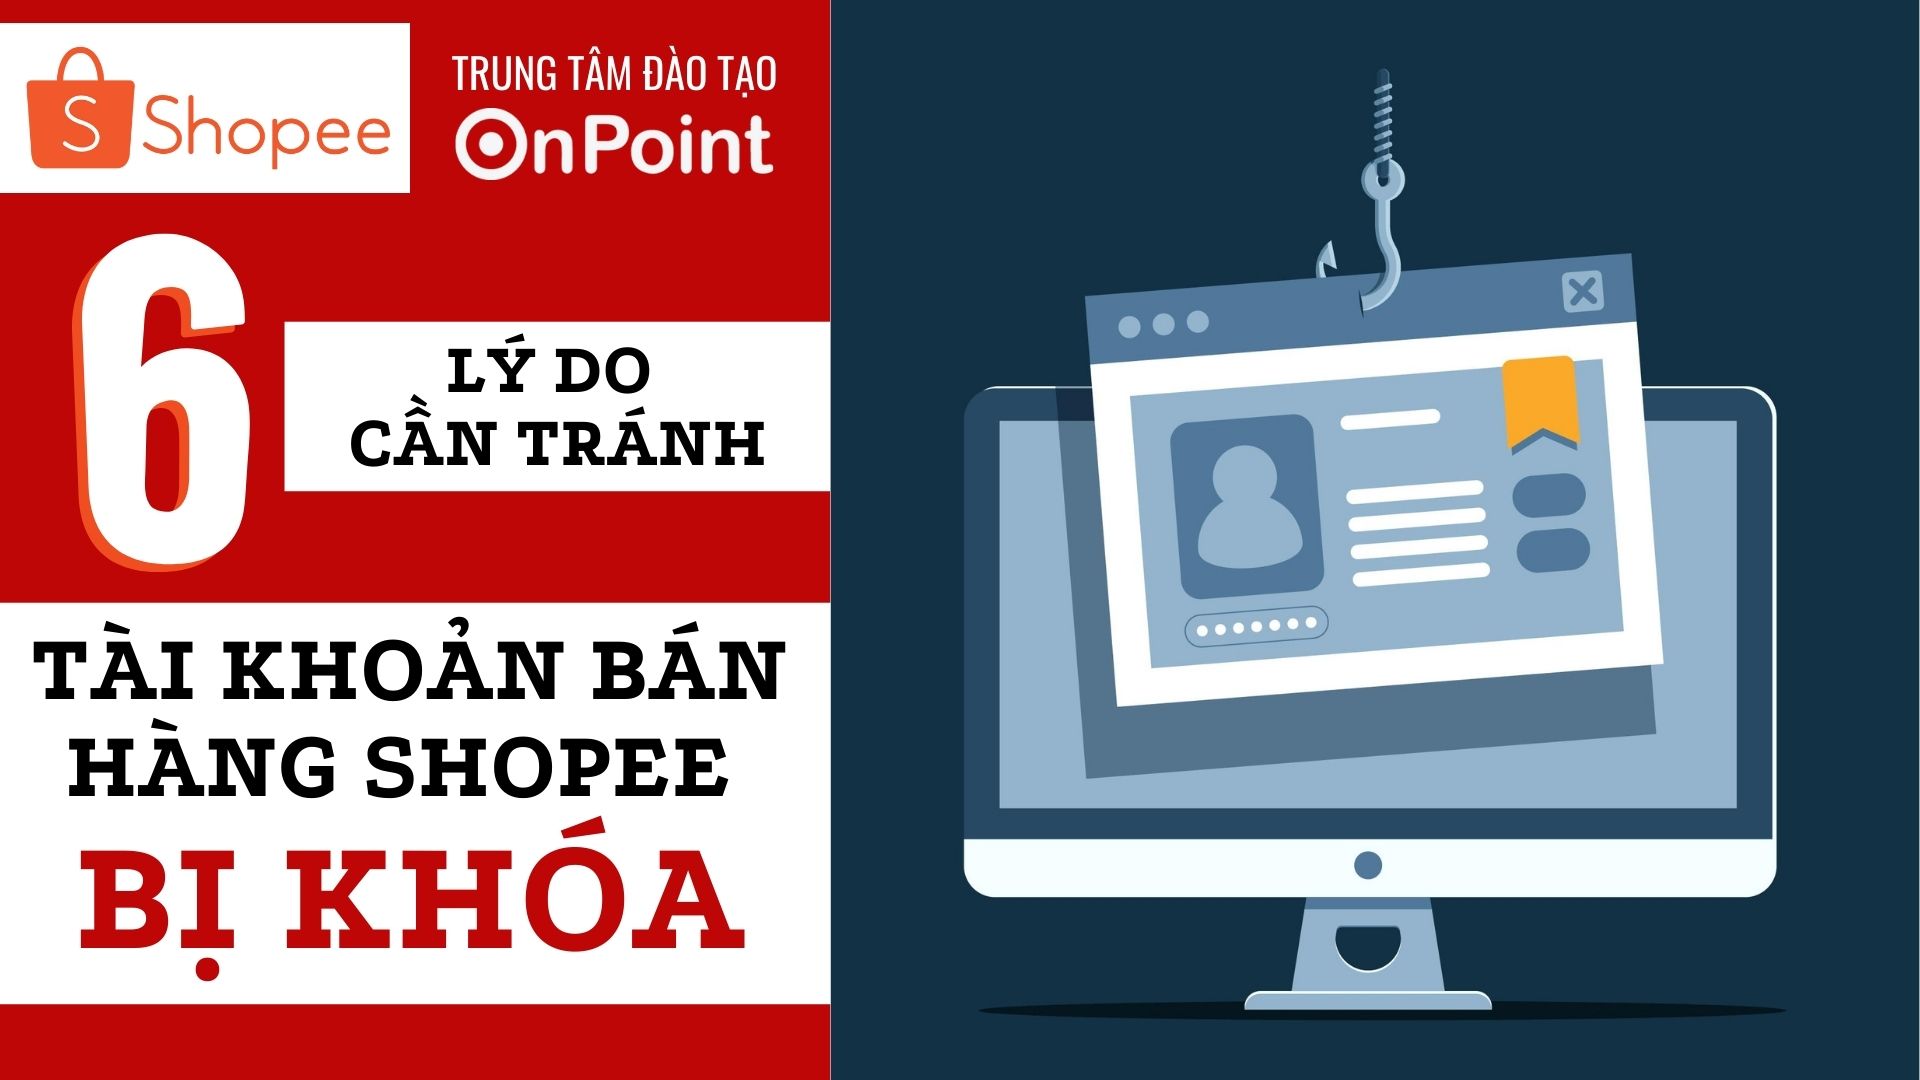 Shopee
TRUNG TÂM ĐÀO TẠO
OnPoint
6
LÝ DO
CẦN TRÁNH
TÀI KHOẢN BÁN
HÀNG SHOPEE
BỊ KHÓA